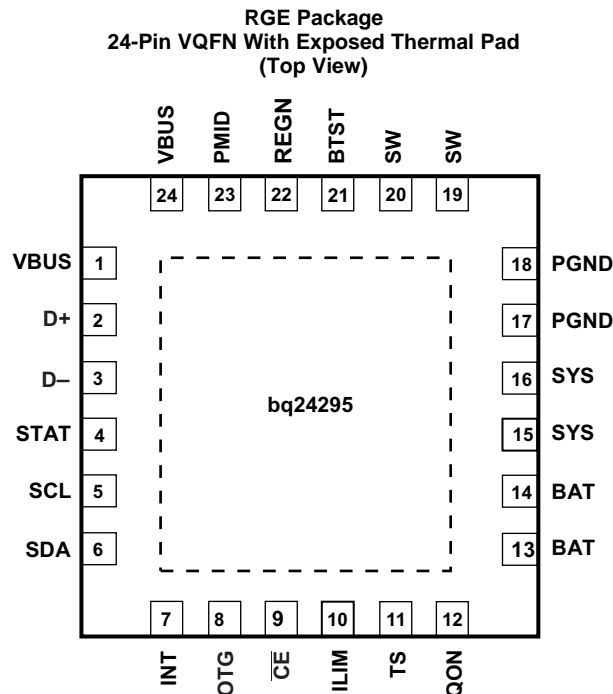 RGE Package
24-Pin VQFN With Exposed Thermal Pad
(Top View)
VBUS
PMID
REGN
BTST
SW
SW
24
23
22
21
20
19
VBUS 1
D+ 2
D– 3
STAT 4
SCL 5
SDA 6
bq24295
18 PGND
17 PGND
16 SYS
15 SYS
14 BAT
13 BAT
7
8
9
10
11
12
INT
OTG
CE
ILIM
TS
QON